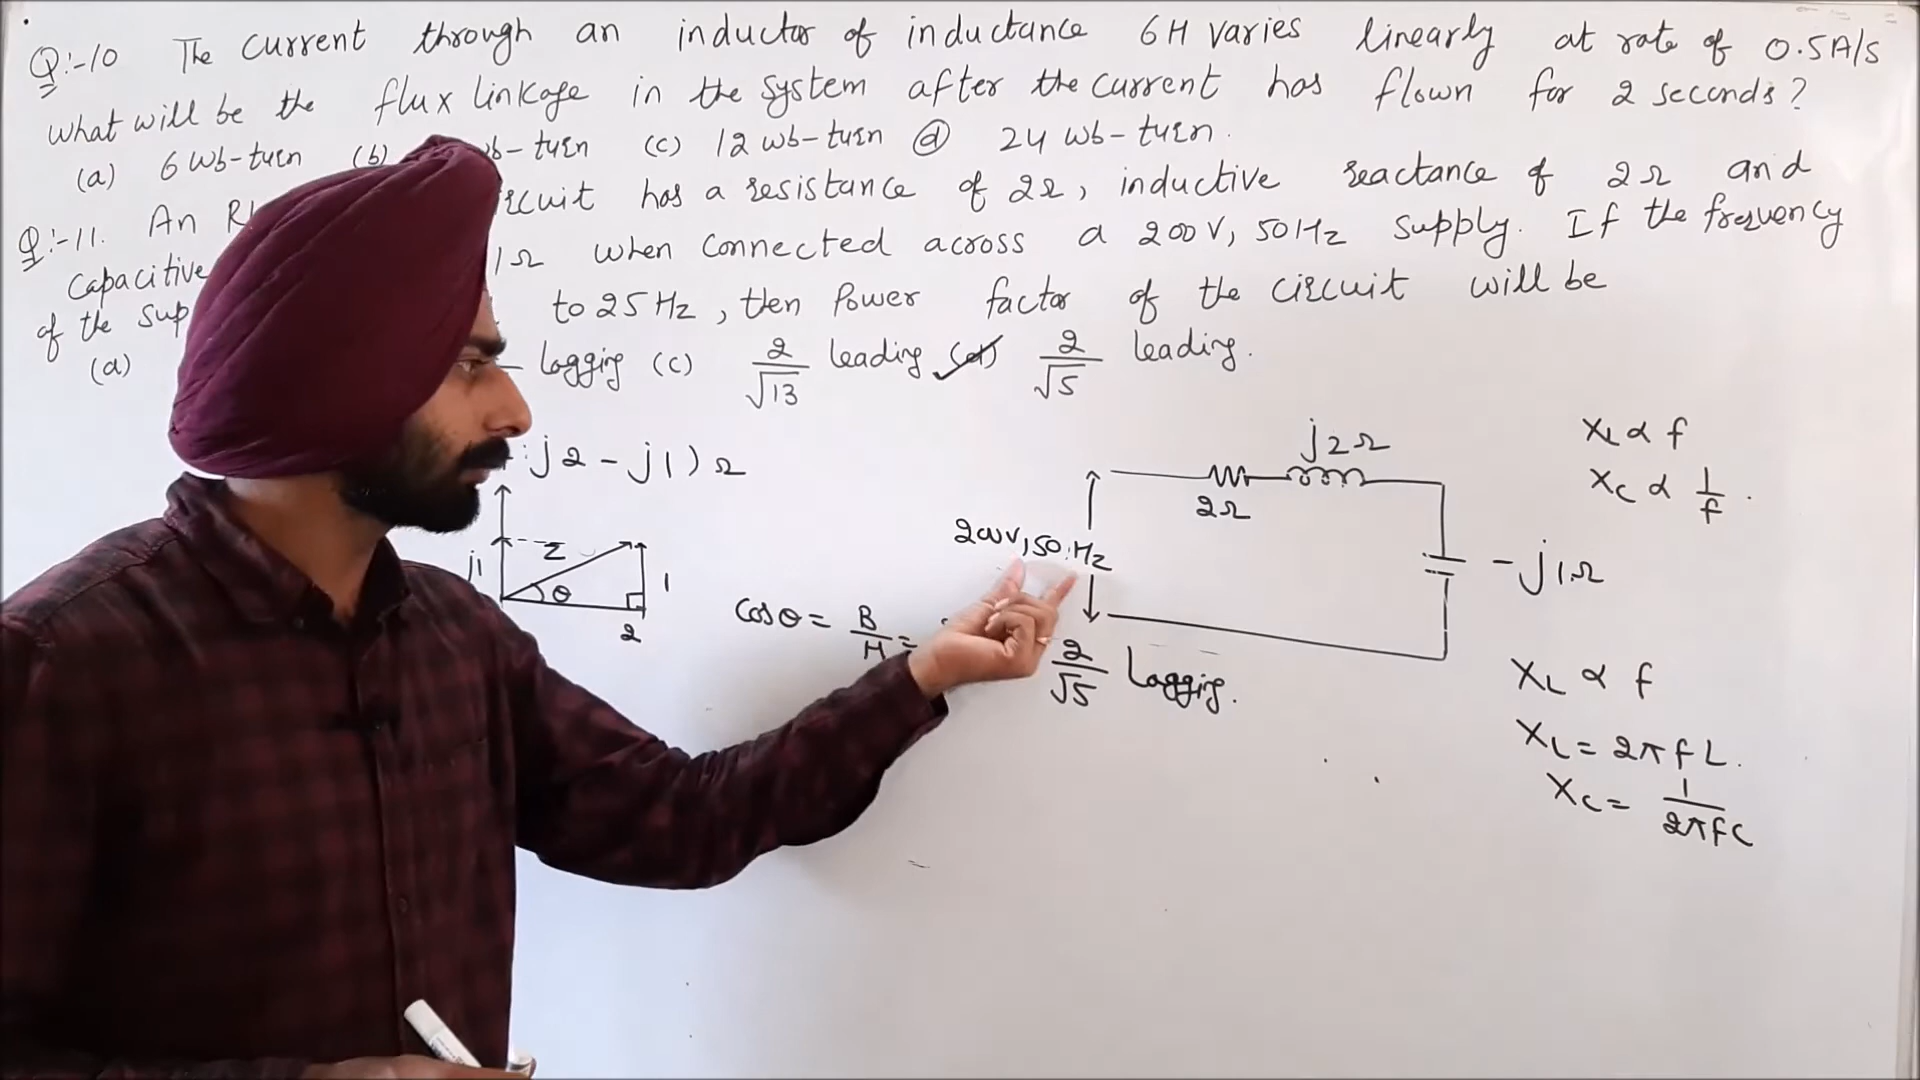 Q:-10 The current through an inductor of inductance 6H varies linearly at rate of 0.5A/s
what will be the flux linkage in the system after the current has flown for 2 seconds?
(a) 6 wb-turn (b) wb-turn (c) 12 wb-turn (d) 24 wb-turn.
Q:-11. An has a resistance of 2Ω, inductive reactance of 2Ω and
capacitive 1Ω when connected across a 200V, 50Hz supply. If the frequency
of the to 25Hz, then Power factor of the circuit will be
(a) lagging (c) 2/√13 leading (d) 2/√5 leading.
j2 - j1) Ω
j1 Z θ 1 2
Cosθ = B/H = 2/√5 Lagging.
j2Ω
2Ω
200V, 50Hz
-j1Ω
XL ∝ f
XC ∝ 1/f.
XL ∝ f
XL = 2πfL.
XC = 1/2πfC